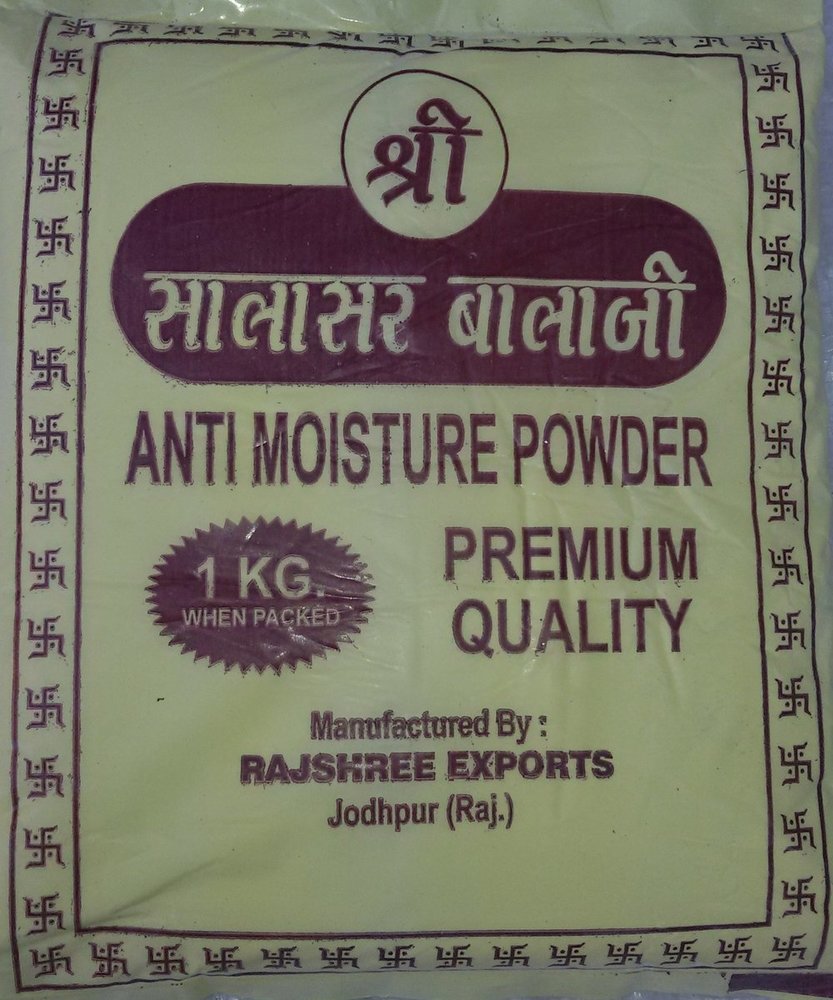 श्री
सालासर बालाजी
ANTI MOISTURE POWDER
1 KG.
WHEN PACKED
PREMIUM
QUALITY
Manufactured By :
RAJSHREE EXPORTS
Jodhpur (Raj.)